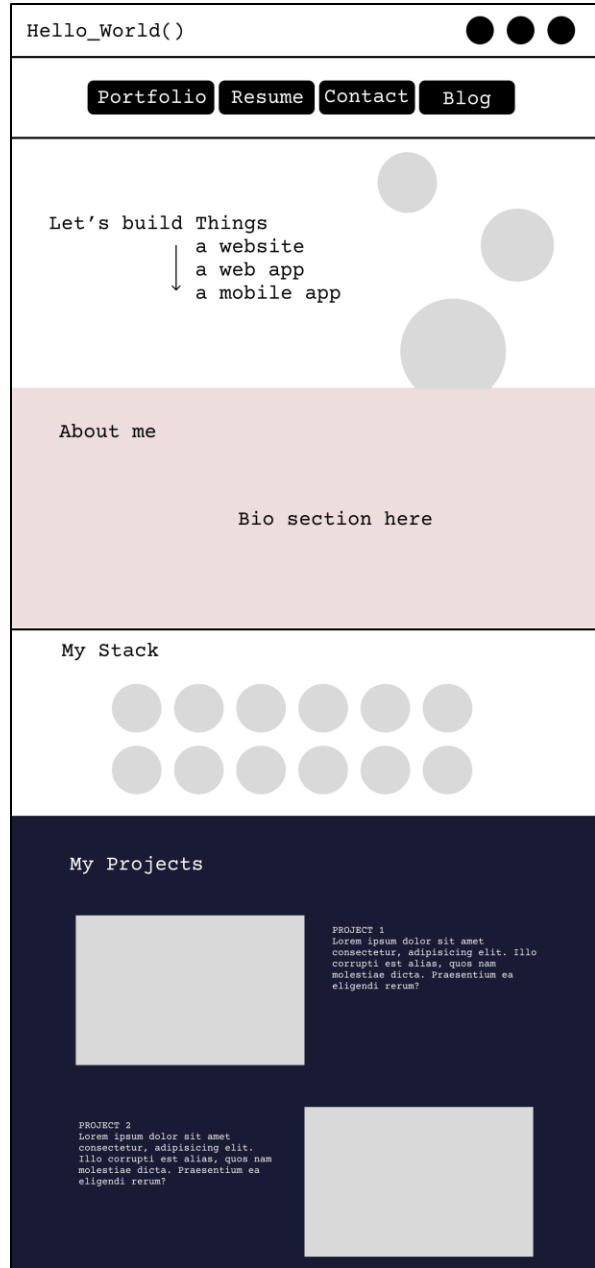 Hello_World()
Portfolio Resume Contact Blog
Let's build Things
a website
a web app
a mobile app
About me
Bio section here
My Stack
My Projects
PROJECT 1
Lorem ipsum dolor sit amet
consectetur, adipisicing elit. Illo
corrupti est alias, quos nam
molestiae dicta. Praesentium ea
eligendi rerum?
PROJECT 2
Lorem ipsum dolor sit amet
consectetur, adipisicing elit.
Illo corrupti est alias, quos nam
molestiae dicta. Praesentium ea
eligendi rerum?